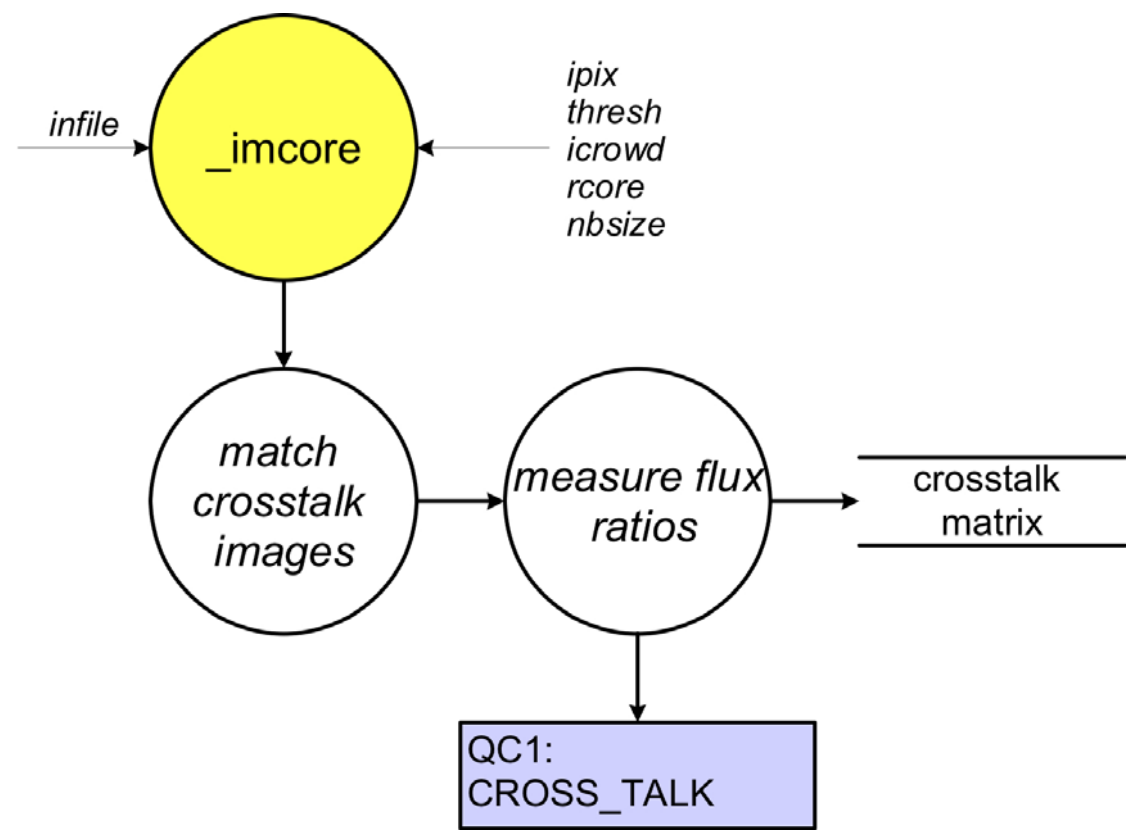 infile
_imcore
ipix
thresh
icrowd
rcore
nbsize
match
crosstalk
images
measure flux
ratios
crosstalk
matrix
QC1:
CROSS_TALK